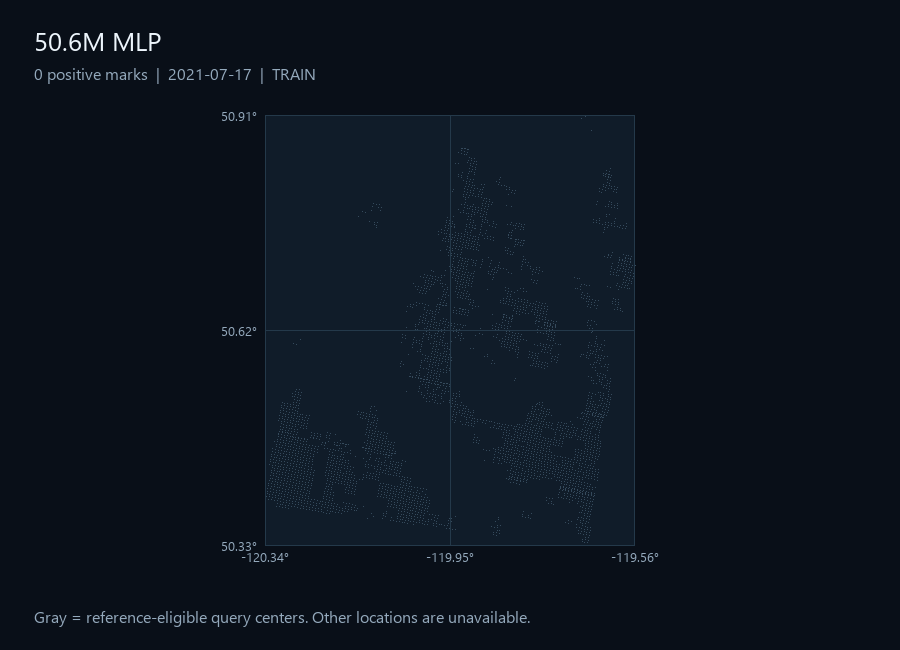 50.6M MLP
0 positive marks | 2021-07-17 | TRAIN
50.91°
50.62°
50.33°
-120.34° -119.95° -119.56°
Gray = reference-eligible query centers. Other locations are unavailable.